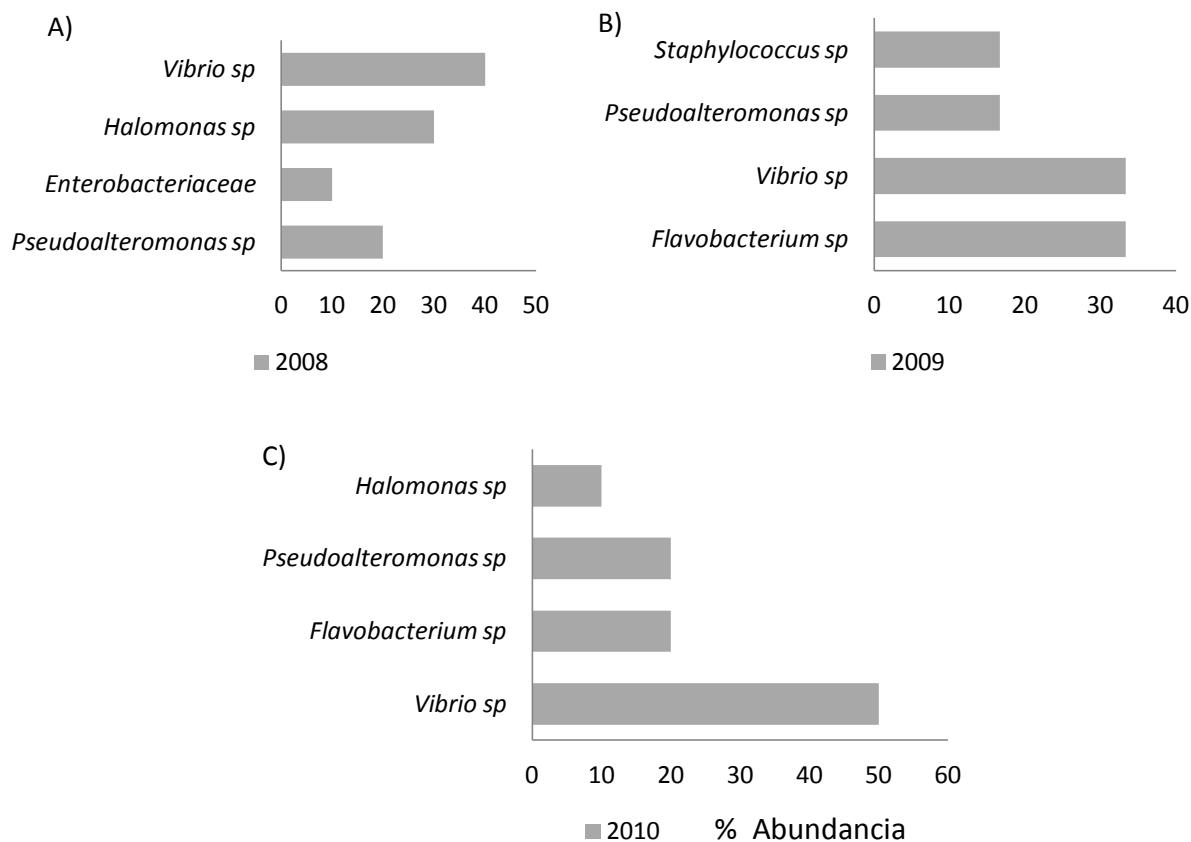 A)
Vibrio sp
Halomonas sp
Enterobacteriaceae
Pseudoalteromonas sp
0 10 20 30 40 50
2008
B)
Staphylococcus sp
Pseudoalteromonas sp
Vibrio sp
Flavobacterium sp
0 10 20 30 40
2009
C)
Halomonas sp
Pseudoalteromonas sp
Flavobacterium sp
Vibrio sp
0 10 20 30 40 50 60
2010 % Abundancia